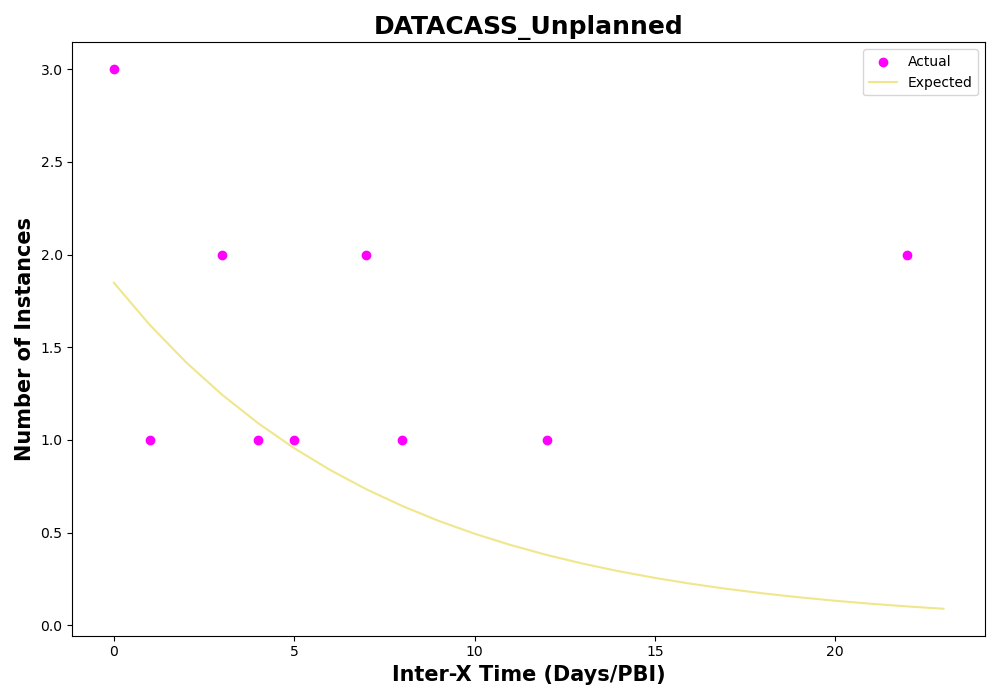 DATACASS_Unplanned
Actual
Expected
3.0
2.5
2.0
1.5
1.0
0.5
0.0
Number of Instances
0 5 10 15 20
Inter-X Time (Days/PBI)